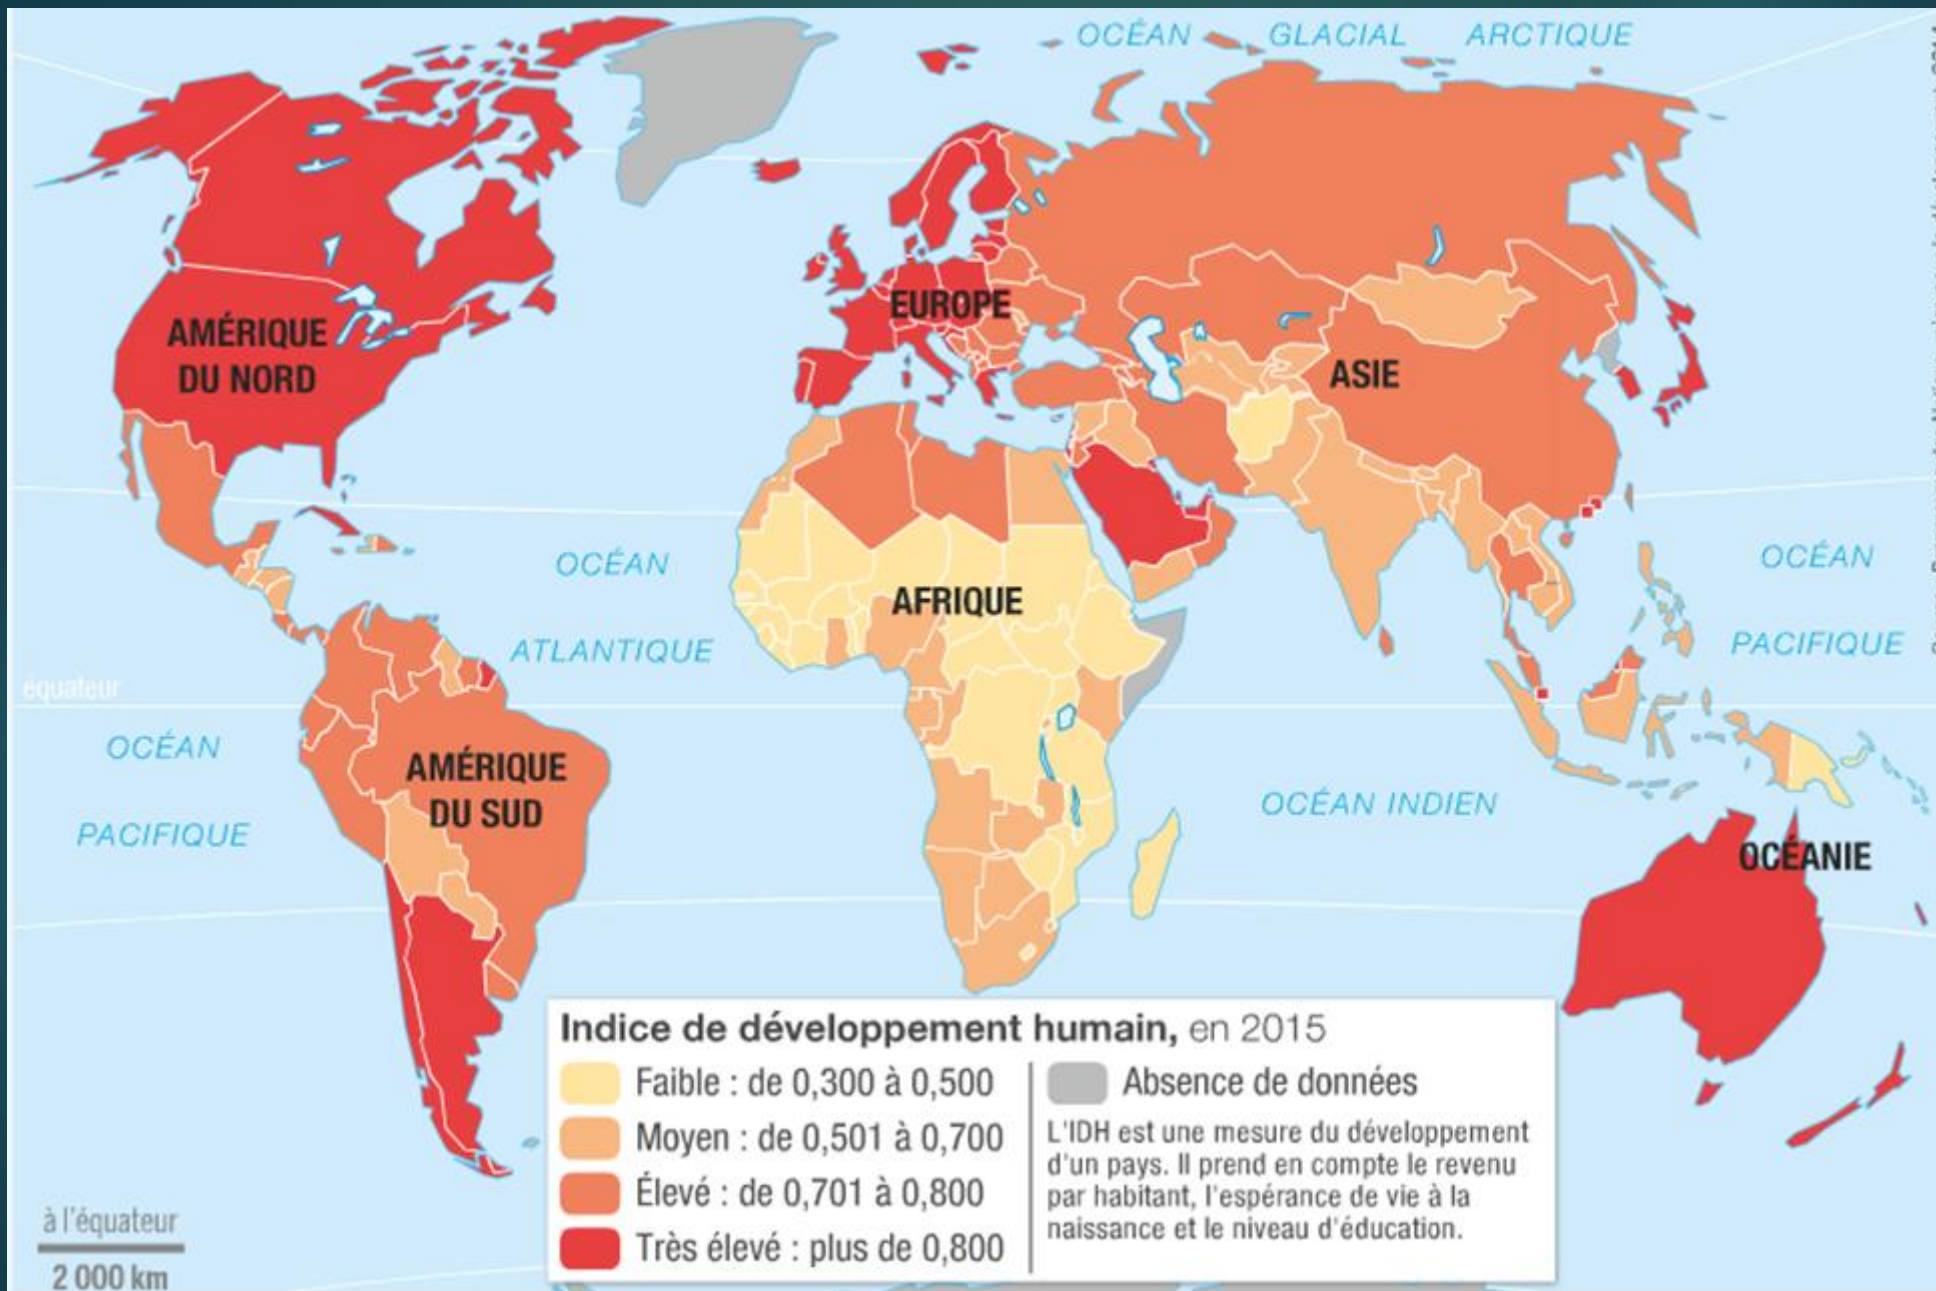 OCÉAN GLACIAL ARCTIQUE
EUROPE
AMÉRIQUE
DU NORD
ASIE
OCÉAN
ATLANTIQUE
AFRIQUE
OCÉAN
PACIFIQUE
équateur
OCÉAN
PACIFIQUE
AMÉRIQUE
DU SUD
OCÉAN INDIEN
OCÉANIE
Indice de développement humain, en 2015
Faible : de 0,300 à 0,500
Moyen : de 0,501 à 0,700
Élevé : de 0,701 à 0,800
Très élevé : plus de 0,800
Absence de données
L'IDH est une mesure du développement
d'un pays. Il prend en compte le revenu
par habitant, l'espérance de vie à la
naissance et le niveau d'éducation.
à l'équateur
2 000 km